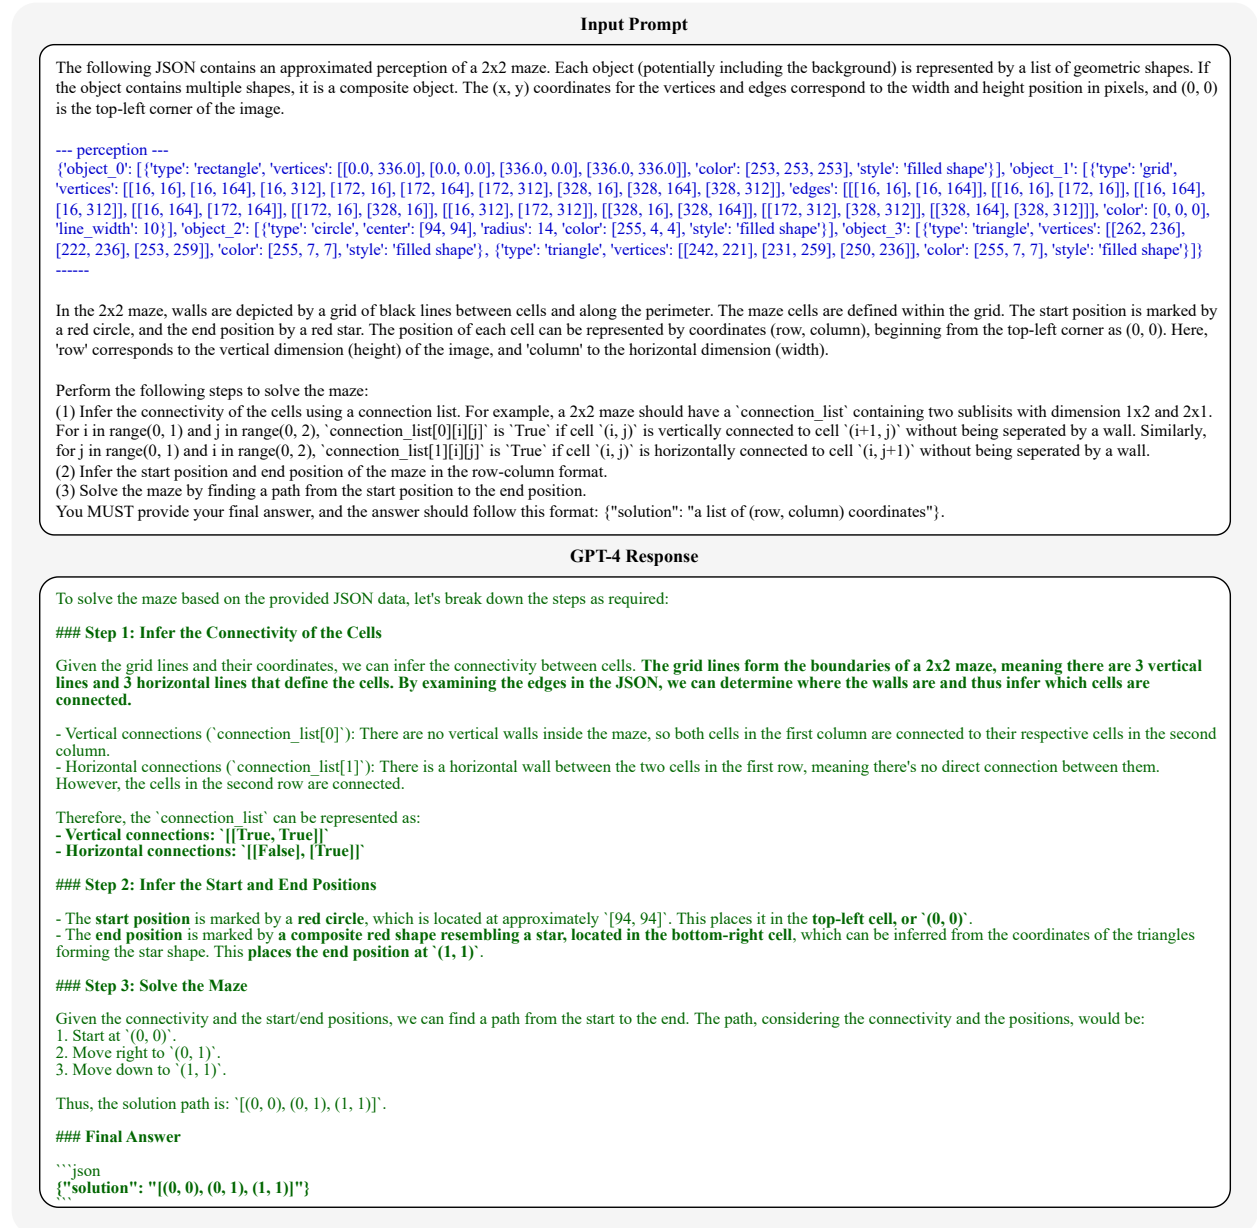 Input Prompt
The following JSON contains an approximated perception of a 2x2 maze. Each object (potentially including the background) is represented by a list of geometric shapes. If
the object contains multiple shapes, it is a composite object. The (x, y) coordinates for the vertices and edges correspond to the width and height position in pixels, and (0, 0)
is the top-left corner of the image.
--- perception ---
{'object_0': [{'type': 'rectangle', 'vertices': [[0.0, 336.0], [0.0, 0.0], [336.0, 0.0], [336.0, 336.0]], 'color': [253, 253, 253], 'style': 'filled shape'}], 'object_1': [{'type': 'grid',
'vertices': [[16, 16], [16, 164], [16, 312], [172, 16], [172, 164], [172, 312], [328, 16], [328, 164], [328, 312]], 'edges': [[[16, 16], [16, 164]], [[16, 16], [172, 16]], [[16, 164],
[16, 312]], [[16, 164], [172, 164]], [[172, 16], [328, 16]], [[16, 312], [172, 312]], [[328, 16], [328, 164]], [[172, 312], [328, 312]], [[328, 164], [328, 312]]], 'color': [0, 0, 0],
'line_width': 10}], 'object_2': [{'type': 'circle', 'center': [94, 94], 'radius': 14, 'color': [255, 4, 4], 'style': 'filled shape'}], 'object_3': [{'type': 'triangle', 'vertices': [[262, 236],
[222, 236], [253, 259]], 'color': [255, 7, 7], 'style': 'filled shape'}, {'type': 'triangle', 'vertices': [[242, 221], [231, 259], [250, 236]], 'color': [255, 7, 7], 'style': 'filled shape'}]}
------
In the 2x2 maze, walls are depicted by a grid of black lines between cells and along the perimeter. The maze cells are defined within the grid. The start position is marked by
a red circle, and the end position by a red star. The position of each cell can be represented by coordinates (row, column), beginning from the top-left corner as (0, 0). Here,
'row' corresponds to the vertical dimension (height) of the image, and 'column' to the horizontal dimension (width).
Perform the following steps to solve the maze:
(1) Infer the connectivity of the cells using a connection list. For example, a 2x2 maze should have a `connection_list` containing two sublisits with dimension 1x2 and 2x1.
For i in range(0, 1) and j in range(0, 2), `connection_list[0][i][j]` is `True` if cell `(i, j)` is vertically connected to cell `(i+1, j)` without being seperated by a wall. Similarly,
for j in range(0, 1) and i in range(0, 2), `connection_list[1][i][j]` is `True` if cell `(i, j)` is horizontally connected to cell `(i, j+1)` without being seperated by a wall.
(2) Infer the start position and end position of the maze in the row-column format.
(3) Solve the maze by finding a path from the start position to the end position.
You MUST provide your final answer, and the answer should follow this format: {"solution": "a list of (row, column) coordinates"}.
GPT-4 Response
To solve the maze based on the provided JSON data, let's break down the steps as required:
### Step 1: Infer the Connectivity of the Cells
Given the grid lines and their coordinates, we can infer the connectivity between cells. The grid lines form the boundaries of a 2x2 maze, meaning there are 3 vertical
lines and 3 horizontal lines that define the cells. By examining the edges in the JSON, we can determine where the walls are and thus infer which cells are
connected.
- Vertical connections (`connection_list[0]`): There are no vertical walls inside the maze, so both cells in the first column are connected to their respective cells in the second
column.
- Horizontal connections (`connection_list[1]`): There is a horizontal wall between the two cells in the first row, meaning there's no direct connection between them.
However, the cells in the second row are connected.
Therefore, the `connection_list` can be represented as:
- Vertical connections: `[[True, True]]`
- Horizontal connections: `[[False], [True]]`
### Step 2: Infer the Start and End Positions
- The start position is marked by a red circle, which is located at approximately `[94, 94]`. This places it in the top-left cell, or `(0, 0)`.
- The end position is marked by a composite red shape resembling a star, located in the bottom-right cell, which can be inferred from the coordinates of the triangles
forming the star shape. This places the end position at `(1, 1)`.
### Step 3: Solve the Maze
Given the connectivity and the start/end positions, we can find a path from the start to the end. The path, considering the connectivity and the positions, would be:
1. Start at `(0, 0)`.
2. Move right to `(0, 1)`.
3. Move down to `(1, 1)`.
Thus, the solution path is: `[(0, 0), (0, 1), (1, 1)]`.
### Final Answer
```json
{"solution": "[(0, 0), (0, 1), (1, 1)]"}
```